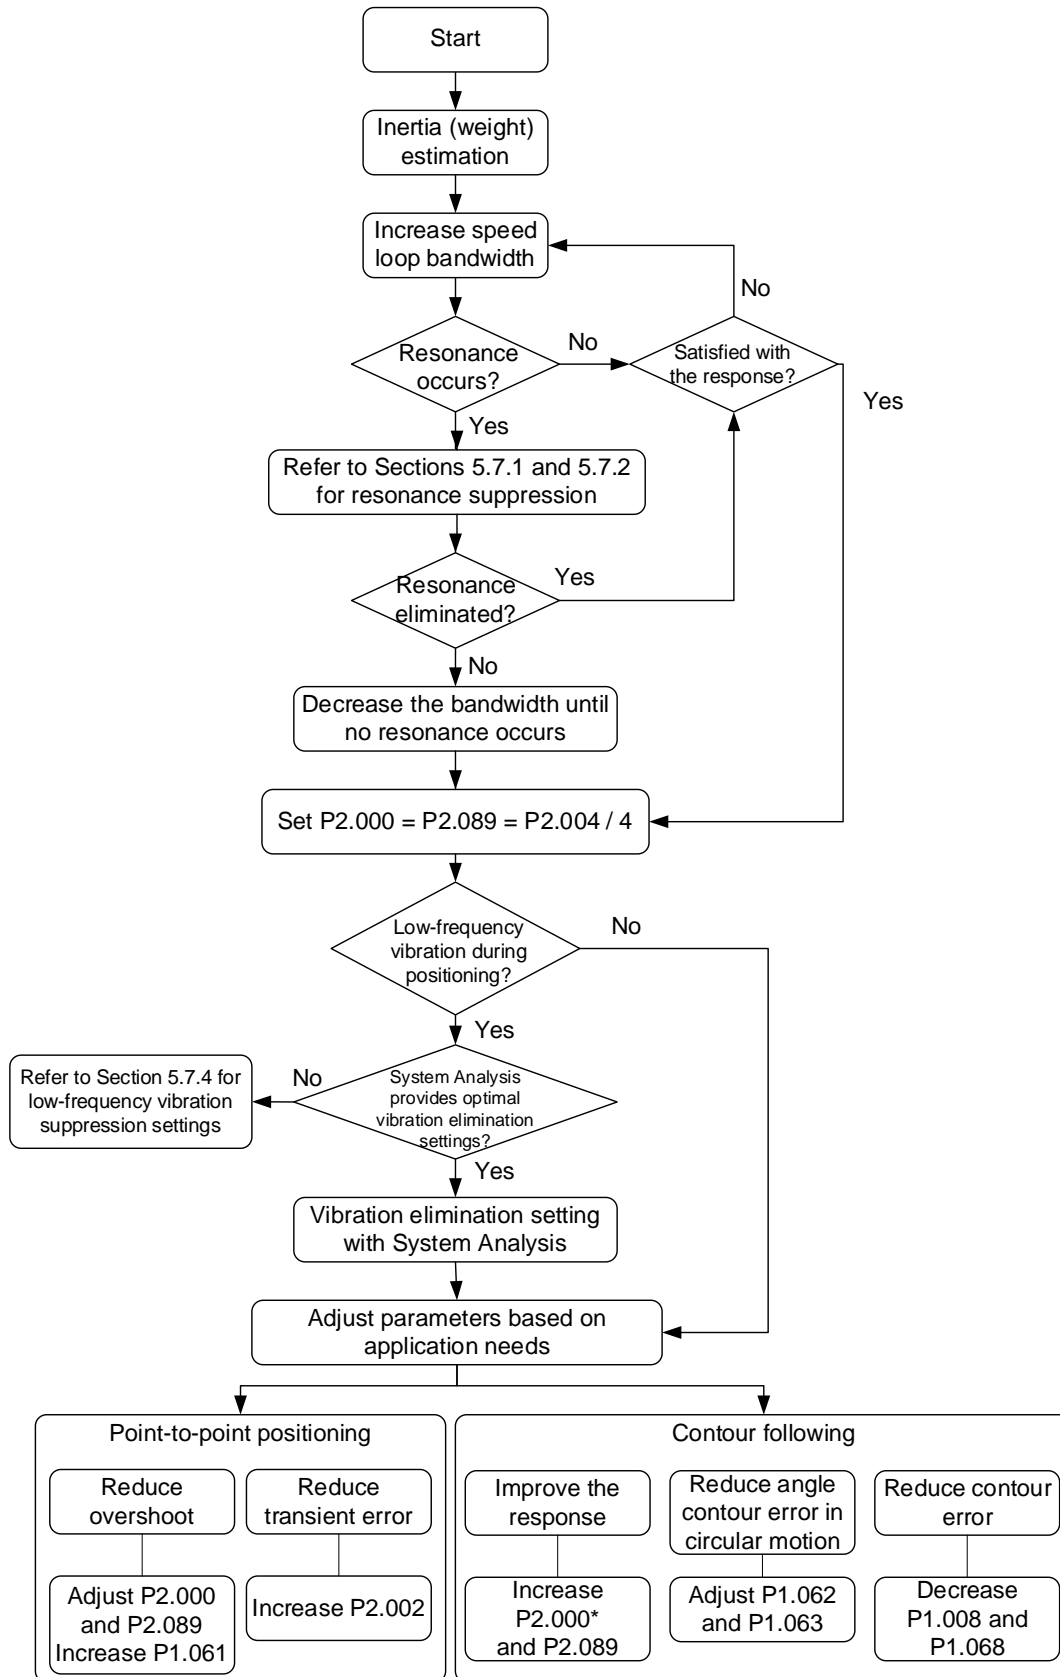 Start
Inertia (weight)
estimation
Increase speed
loop bandwidth
No
Resonance
occurs?
No
Satisfied with
the response?
Yes
Yes
Refer to Sections 5.7.1 and 5.7.2
for resonance suppression
Resonance
eliminated?
Yes
No
Decrease the bandwidth until
no resonance occurs
Set P2.000 = P2.089 = P2.004 / 4
Low-frequency
vibration during
positioning?
No
Yes
Refer to Section 5.7.4 for
low-frequency vibration
suppression settings
No
System Analysis
provides optimal
vibration elimination
settings?
Yes
Vibration elimination setting
with System Analysis
Adjust parameters based on
application needs
Point-to-point positioning
Reduce
overshoot
Reduce
transient error
Adjust P2.000
and P2.089
Increase P1.061
Increase P2.002
Contour following
Improve the
response
Reduce angle
contour error in
circular motion
Reduce contour
error
Increase
P2.000*
and P2.089
Adjust P1.062
and P1.063
Decrease
P1.008 and
P1.068